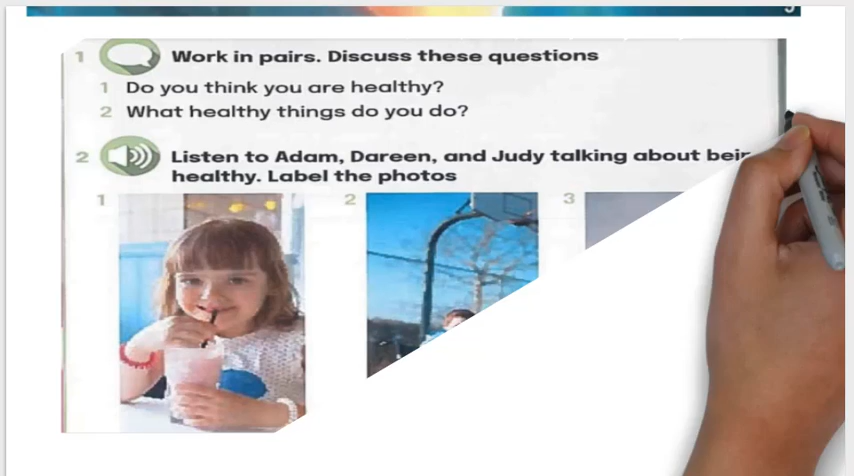 1 Work in pairs. Discuss these questions
1 Do you think you are healthy?
2 What healthy things do you do?
2 Listen to Adam, Dareen, and Judy talking about
healthy. Label the photos
1 2 3